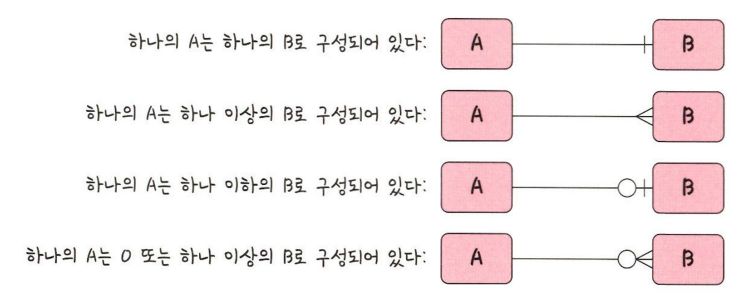 하나의 A는 하나의 B로 구성되어 있다: A B
하나의 A는 하나 이상의 B로 구성되어 있다: A B
하나의 A는 하나 이하의 B로 구성되어 있다: A B
하나의 A는 0 또는 하나 이상의 B로 구성되어 있다: A B